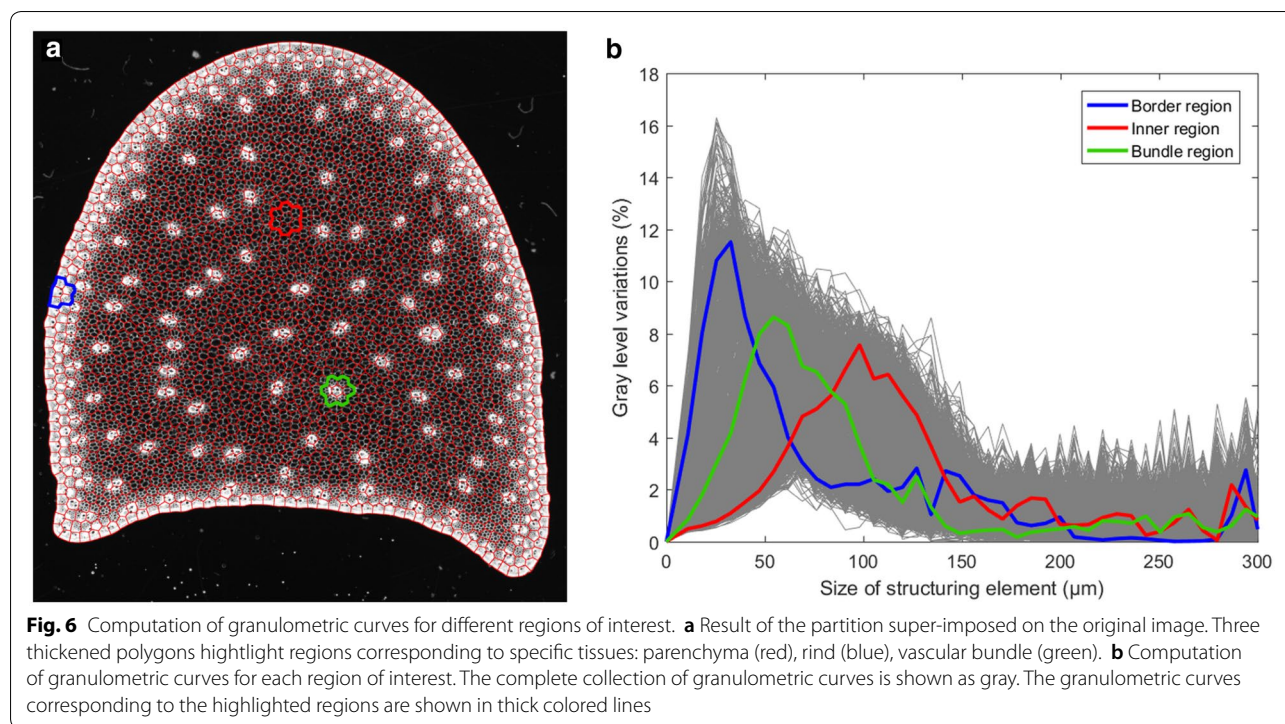 a
b
18
16
14
12
10
8
6
4
2
0
Gray level variations (%)
Border region
Inner region
Bundle region
0 50 100 150 200 250 300
Size of structuring element (µm)
Fig. 6 Computation of granulometric curves for different regions of interest. a Result of the partition super-imposed on the original image. Three
thickened polygons hightlight regions corresponding to specific tissues: parenchyma (red), rind (blue), vascular bundle (green). b Computation
of granulometric curves for each region of interest. The complete collection of granulometric curves is shown as gray. The granulometric curves
corresponding to the highlighted regions are shown in thick colored lines